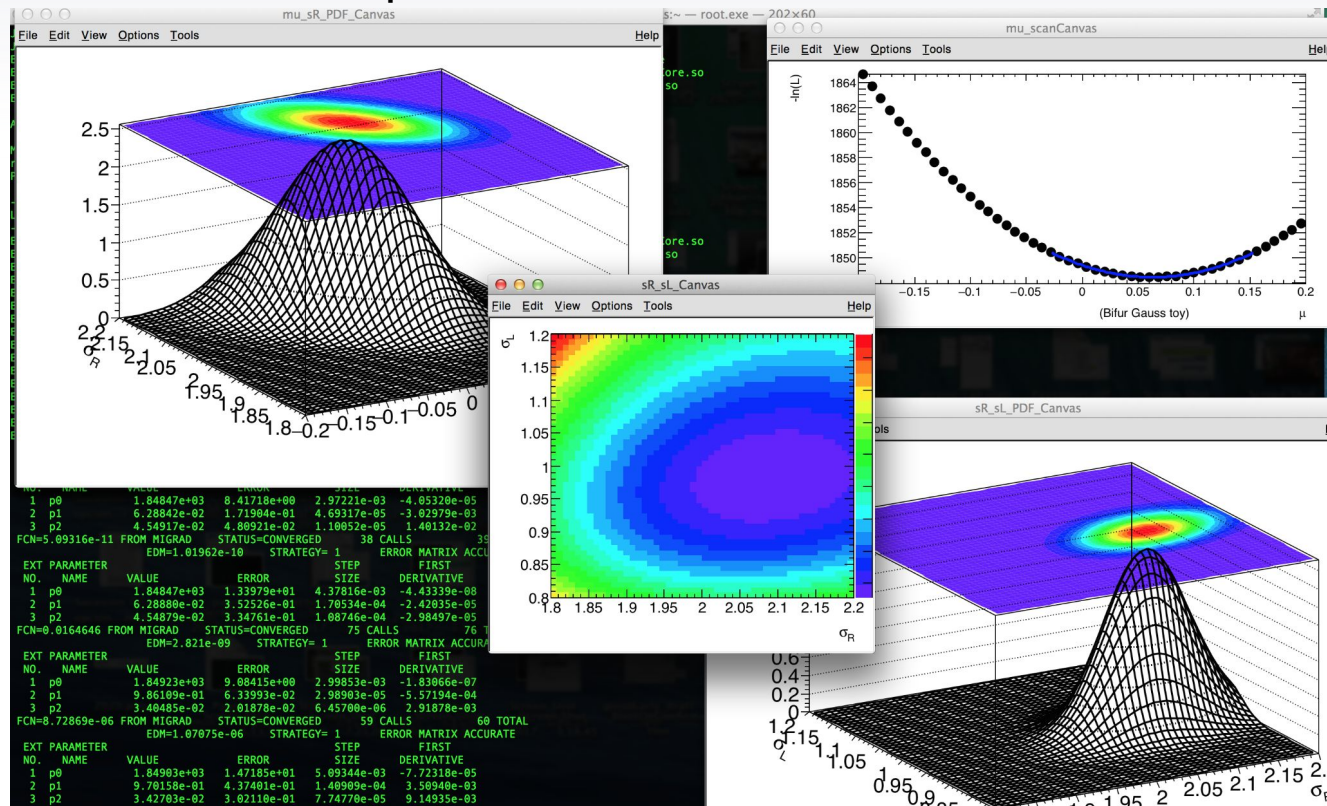 mu_sR_PDF_Canvas
File Edit View Options Tools Help
2.5
2
1.5
1
0.5
0
2.2
2.15
2.1
2.05
2
1.95
1.9
1.85
1.8
σR
-0.2
-0.15
-0.1
-0.05
0
s:~ — root.exe — 202×60
ore.so
so
ore.so
so
mu_scanCanvas
File Edit View Options Tools Hel
-ln(L)
1864
1862
1860
1858
1856
1854
1852
1850
-0.15 -0.1 -0.05 0 0.05 0.1 0.15 0.2
(Bifur Gauss toy) μ
sR_sL_Canvas
File Edit View Options Tools Help
σL
1.2
1.15
1.1
1.05
1
0.95
0.9
0.85
0.8
1.8 1.85 1.9 1.95 2 2.05 2.1 2.15 2.2
σR
sR_sL_PDF_Canvas
ols
0.6
0.4
0.2
0
1.2
1.15
1.1
1.05
1
0.95
0.9
σL
1.95 2 2.05 2.1 2.15 2.
σR
NO. NAME VALUE ERROR SIZE DERIVATIVE
1 p0 1.84847e+03 8.41718e+00 2.97221e-03 -4.05320e-05
2 p1 6.28842e-02 1.71904e-01 4.69317e-05 -3.02979e-03
3 p2 4.54917e-02 4.80921e-02 1.10052e-05 1.40132e-02
FCN=5.09316e-11 FROM MIGRAD STATUS=CONVERGED 38 CALLS 39
EDM=1.01962e-10 STRATEGY= 1 ERROR MATRIX ACCU
EXT PARAMETER STEP FIRST
NO. NAME VALUE ERROR SIZE DERIVATIVE
1 p0 1.84847e+03 1.33979e+01 4.37816e-03 -4.43339e-08
2 p1 6.28880e-02 3.52526e-01 1.70534e-04 -2.42035e-05
3 p2 4.54879e-02 3.34761e-01 1.08746e-04 -2.98497e-05
FCN=0.0164646 FROM MIGRAD STATUS=CONVERGED 75 CALLS 76 T
EDM=2.821e-09 STRATEGY= 1 ERROR MATRIX ACCURA
EXT PARAMETER STEP FIRST
NO. NAME VALUE ERROR SIZE DERIVATIVE
1 p0 1.84923e+03 9.08415e+00 2.99853e-03 -1.83066e-07
2 p1 9.86109e-01 6.33993e-02 2.98903e-05 -5.57194e-04
3 p2 3.40485e-02 2.01878e-02 6.45700e-06 2.91878e-03
FCN=8.72869e-06 FROM MIGRAD STATUS=CONVERGED 59 CALLS 60 TOTAL
EDM=1.07075e-06 STRATEGY= 1 ERROR MATRIX ACCURATE
EXT PARAMETER STEP FIRST
NO. NAME VALUE ERROR SIZE DERIVATIVE
1 p0 1.84903e+03 1.47185e+01 5.09344e-03 -7.72318e-05
2 p1 9.70158e-01 4.37401e-01 1.40909e-04 3.50940e-03
3 p2 3.42703e-02 3.02110e-01 7.74770e-05 9.14935e-03